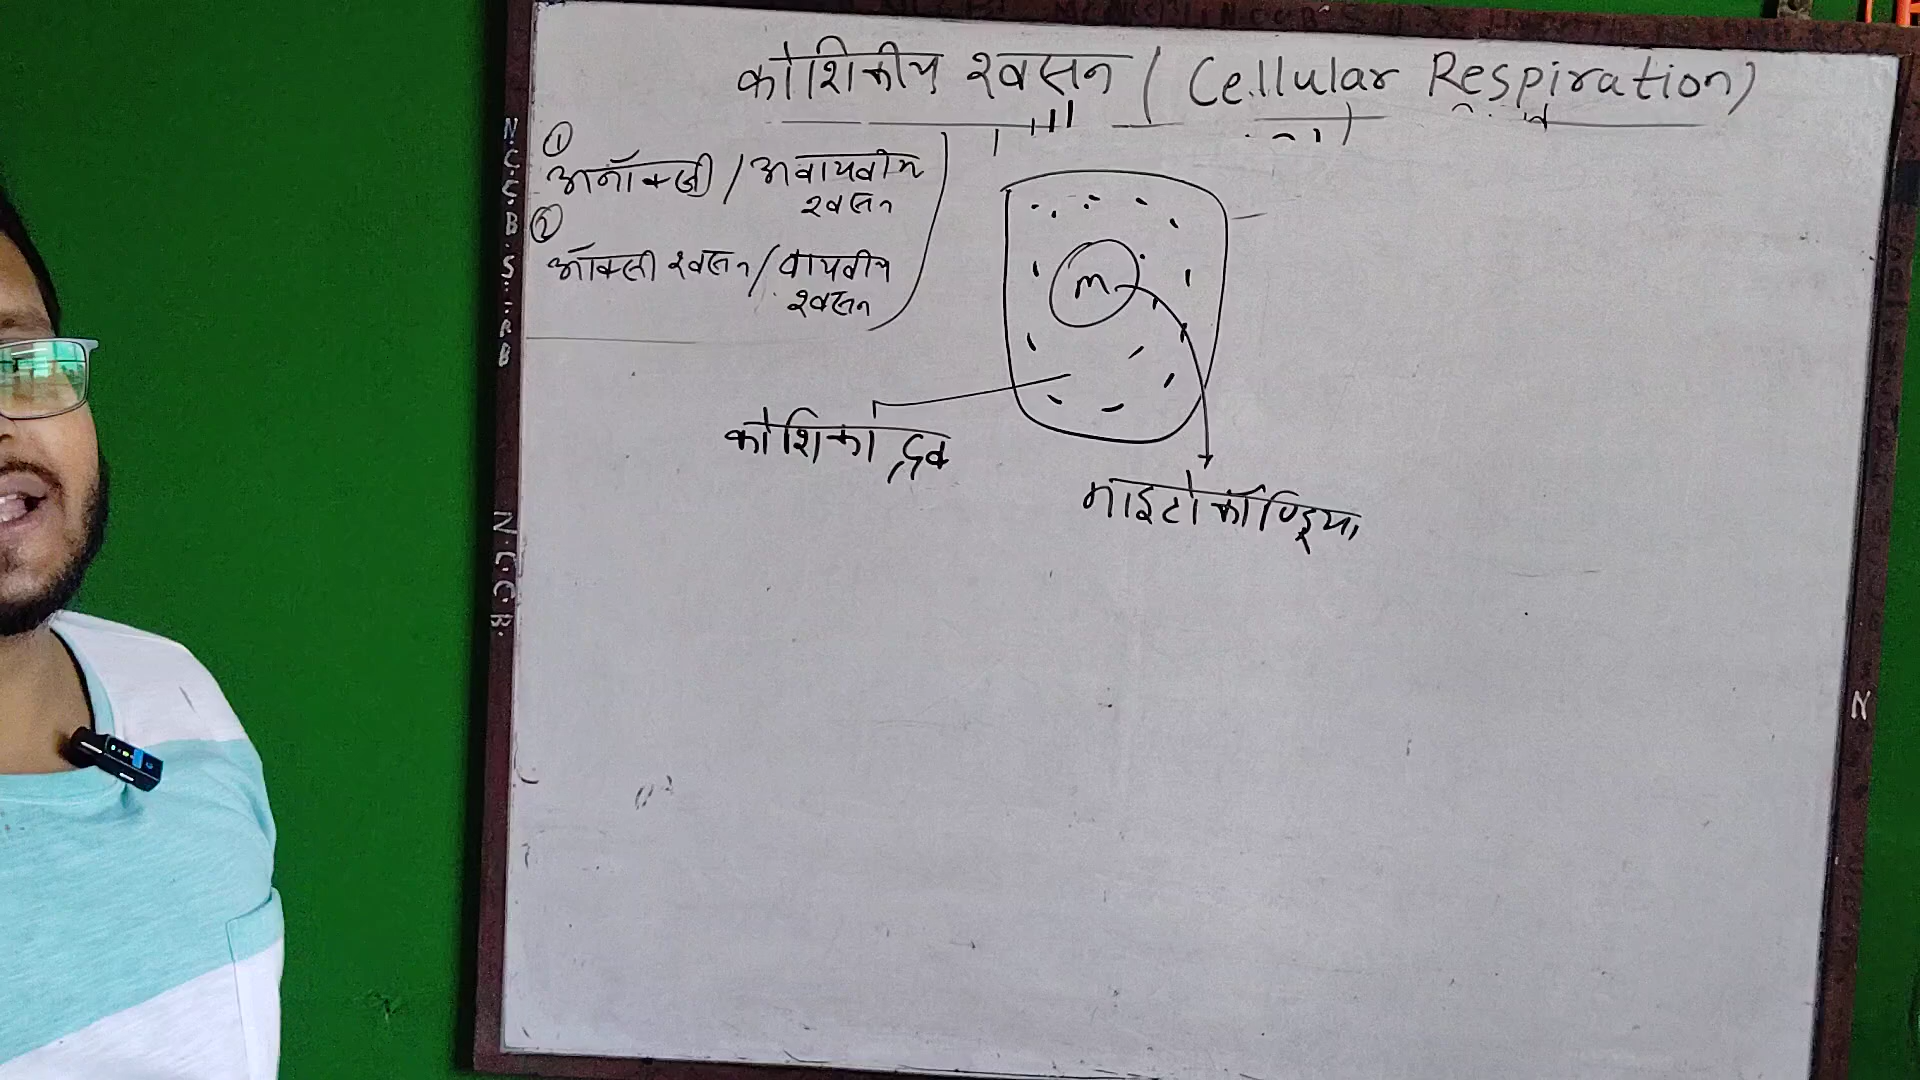 कोशिकीय श्वसन ( Cellular Respiration)
①
अनॉक्सी / अवायवीय
श्वसन
②
ऑक्सी श्वसन / वायवीय
श्वसन
m
कोशिका द्रव
माइटोकॉण्ड्रिया
N.C.C.B.S.
N.C.C.B.
N